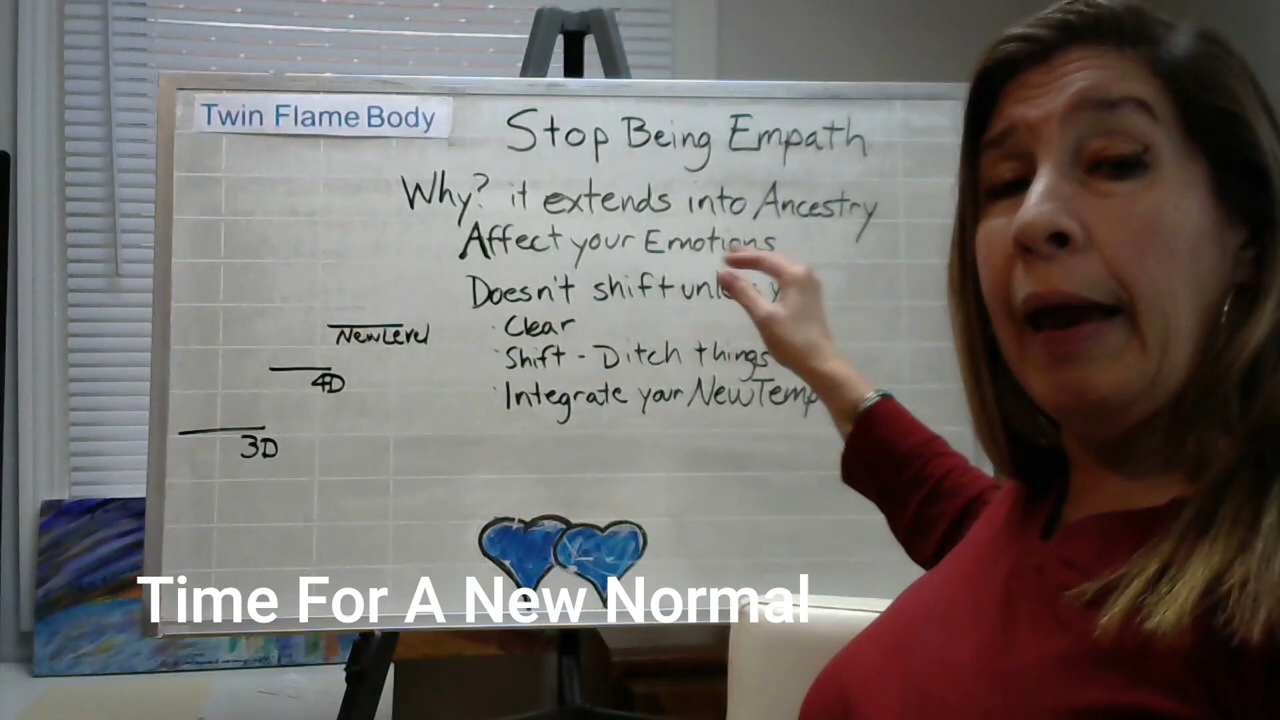 Twin Flame Body
Stop Being Empath
Why? it extends into Ancestry
Affect your Emotions
Doesn't shift
· Clear
· Shift - Ditch things
· Integrate your New
New Level
4D
3D
Time For A New Normal